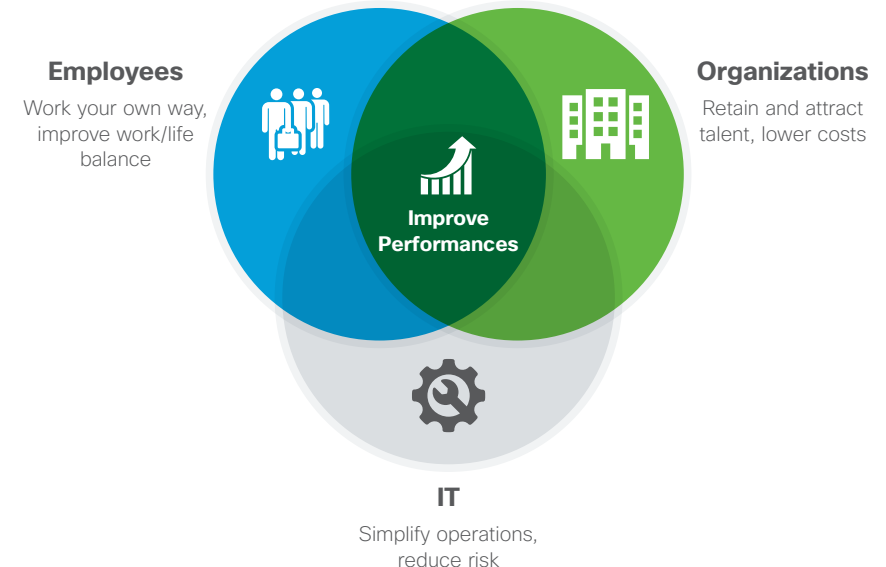 Employees
Work your own way,
improve work/life
balance
Organizations
Retain and attract
talent, lower costs
Improve
Performances
IT
Simplify operations,
reduce risk